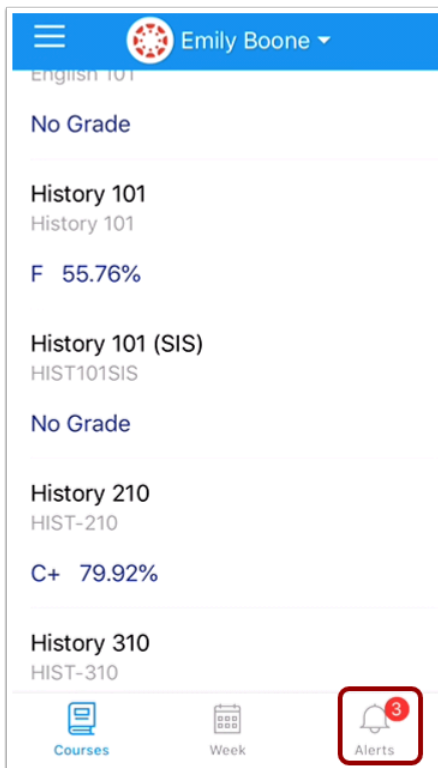 Emily Boone
English 101
No Grade
History 101
History 101
F 55.76%
History 101 (SIS)
HIST101SIS
No Grade
History 210
HIST-210
C+ 79.92%
History 310
HIST-310
3
Courses
Week
Alerts